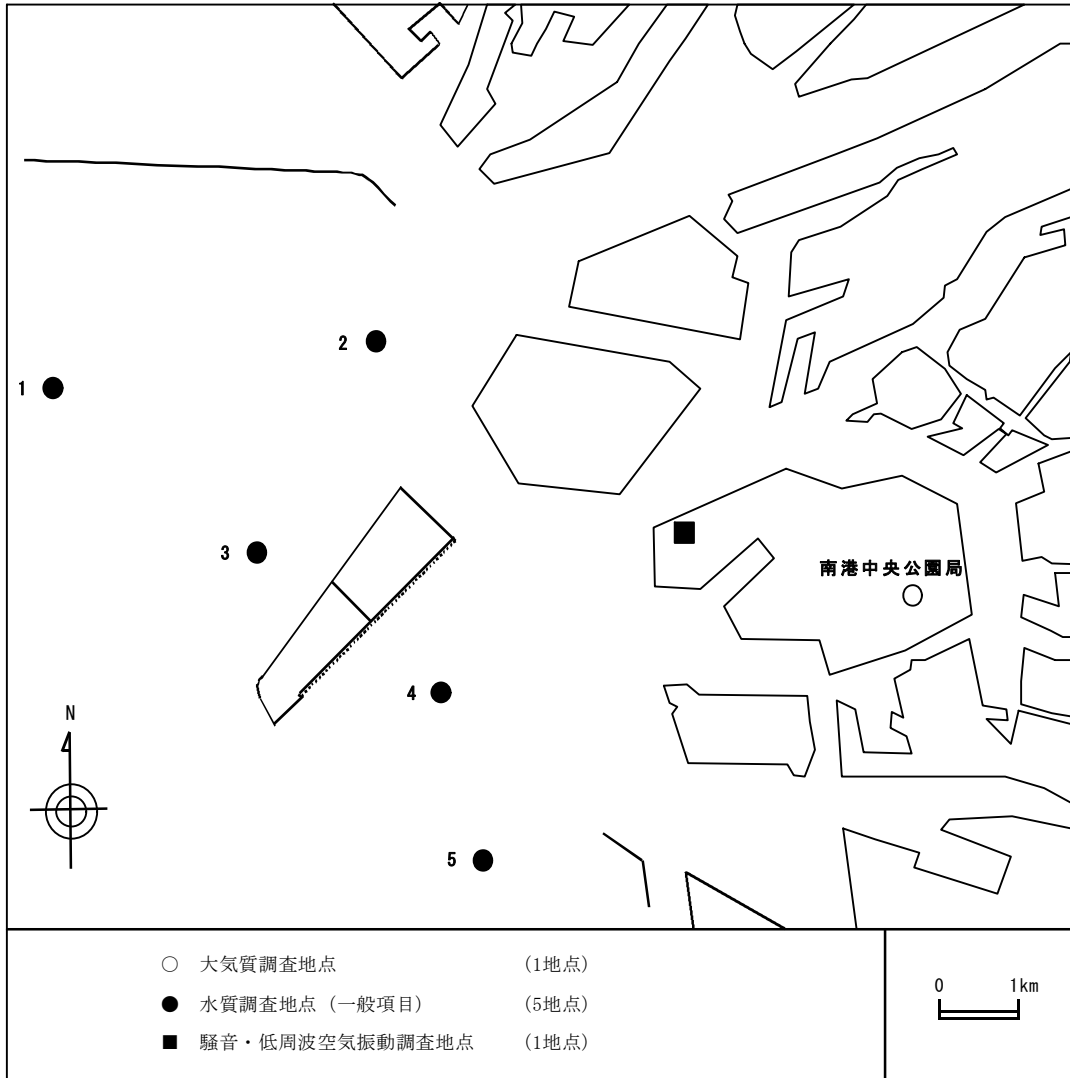 2
1
3
南港中央公園局
4
N
5
○ 大気質調査地点 (1地点)
● 水質調査地点（一般項目） (5地点)
■ 騒音・低周波空気振動調査地点 (1地点)
0 1km